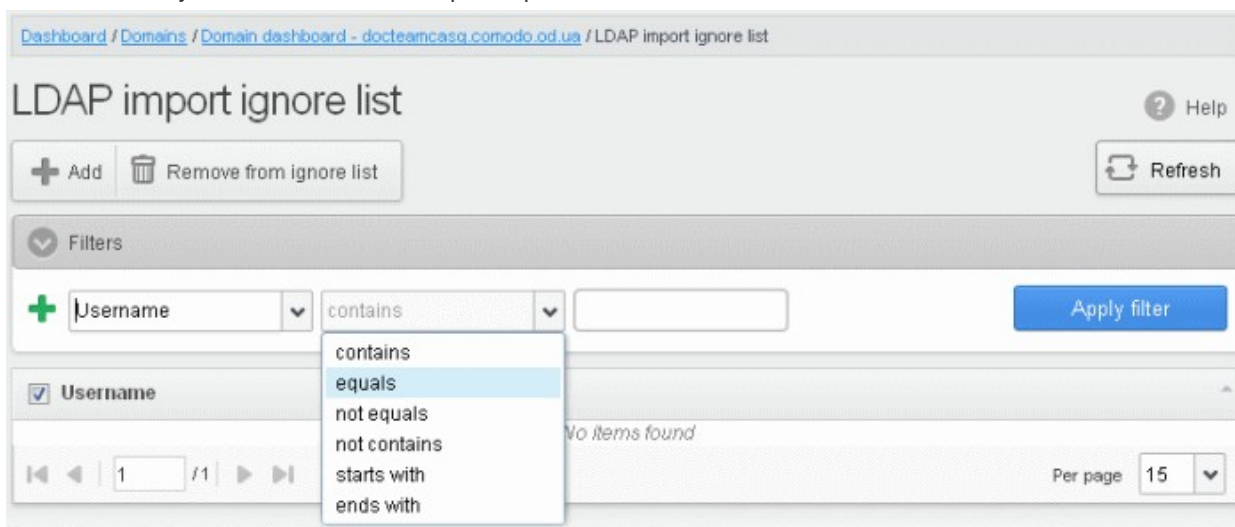 Dashboard / Domains / Domain dashboard - docteamcasg.comodo.od.ua / LDAP import ignore list
LDAP import ignore list
Help
Add Remove from ignore list
Refresh
Filters
Username contains
Apply filter
contains
equals
not equals
not contains
starts with
ends with
Username
No items found
1 /1
Per page 15